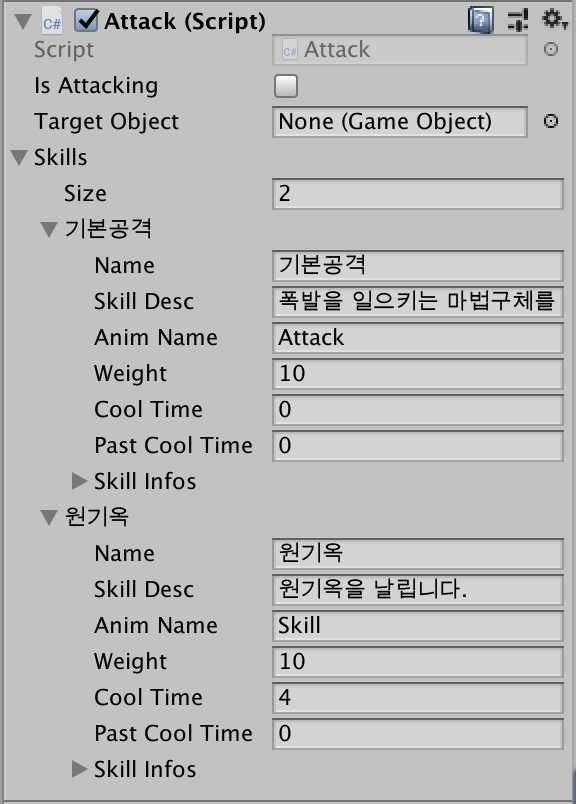 Attack (Script)
Script C# Attack
Is Attacking
Target Object None (Game Object)
Skills
Size 2
기본공격
Name 기본공격
Skill Desc 폭발을 일으키는 마법구체를
Anim Name Attack
Weight 10
Cool Time 0
Past Cool Time 0
Skill Infos
원기옥
Name 원기옥
Skill Desc 원기옥을 날립니다.
Anim Name Skill
Weight 10
Cool Time 4
Past Cool Time 0
Skill Infos